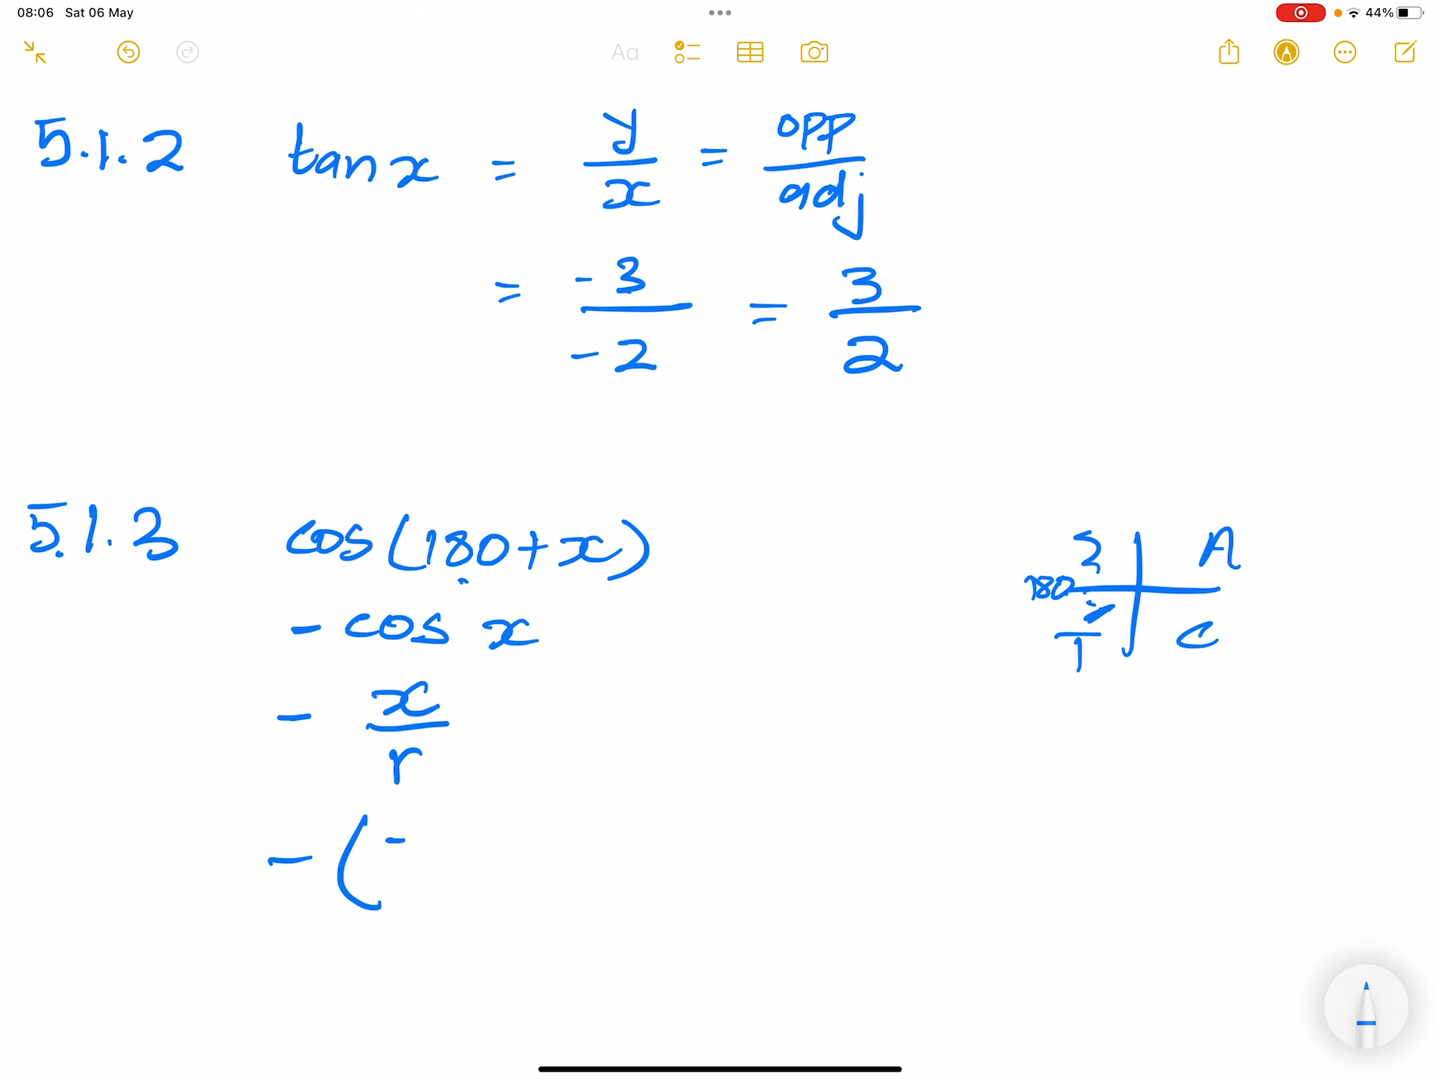 08:06 Sat 06 May
44%
Aa
5.1.2 tan x = y/x = opp/adj
= -3/-2 = 3/2
5.1.3 cos(180+x)
- cos x
- x/r
- ( -
S A
180
T C